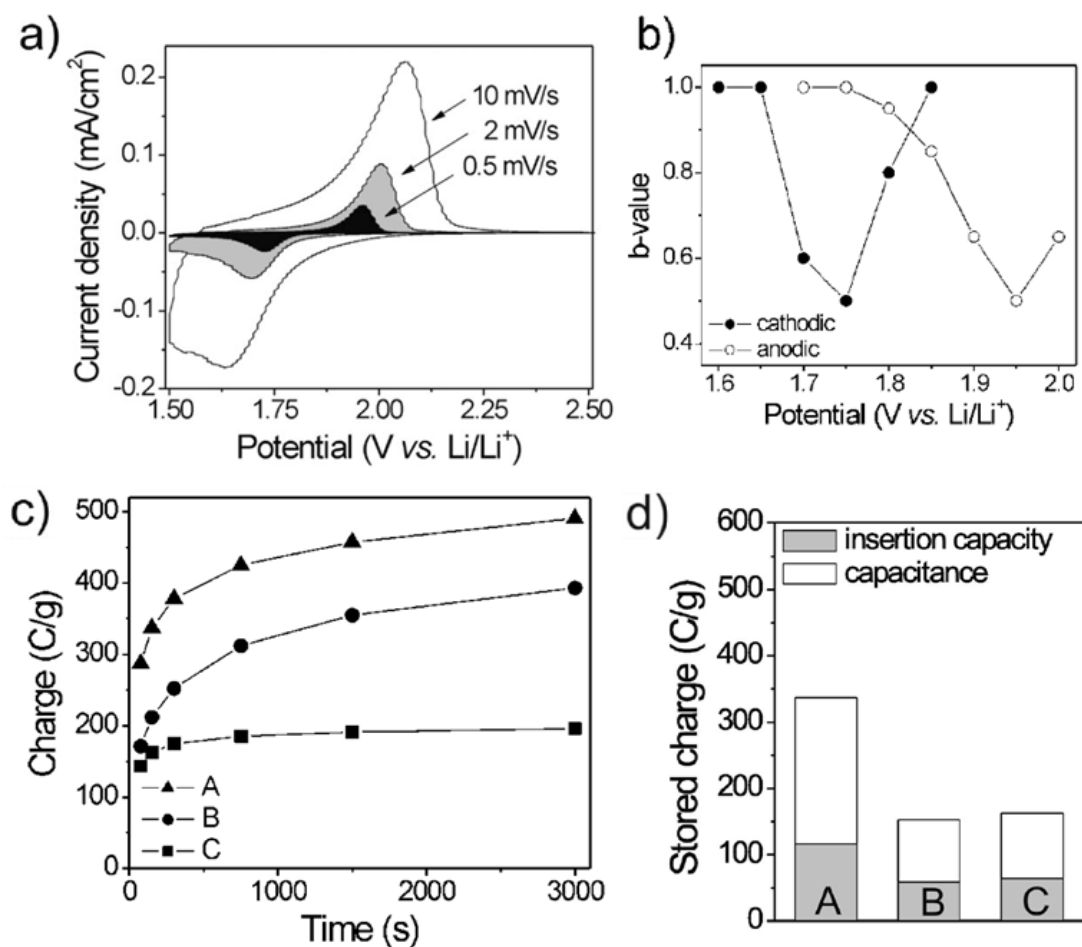 a)
Current density (mA/cm²)
0.2
0.1
0.0
-0.1
-0.2
10 mV/s
2 mV/s
0.5 mV/s
1.50
1.75
2.00
2.25
2.50
Potential (V vs. Li/Li⁺)
b)
b-value
1.0
0.8
0.6
0.4
cathodic
anodic
1.6
1.7
1.8
1.9
2.0
Potential (V vs. Li/Li⁺)
c)
Charge (C/g)
500
400
300
200
100
0
A
B
C
0
1000
2000
3000
Time (s)
d)
Stored charge (C/g)
600
500
400
300
200
100
0
insertion capacity
capacitance
A
B
C